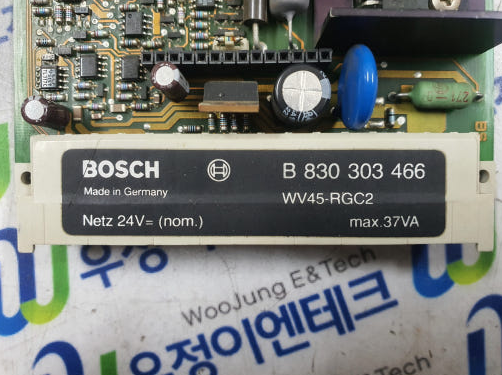 BOSCH
B 830 303 466
Made in Germany
WV45-RGC2
Netz 24V= (nom.)
max.37VA
WooJung E&Tech
우정이엔테크
Tech